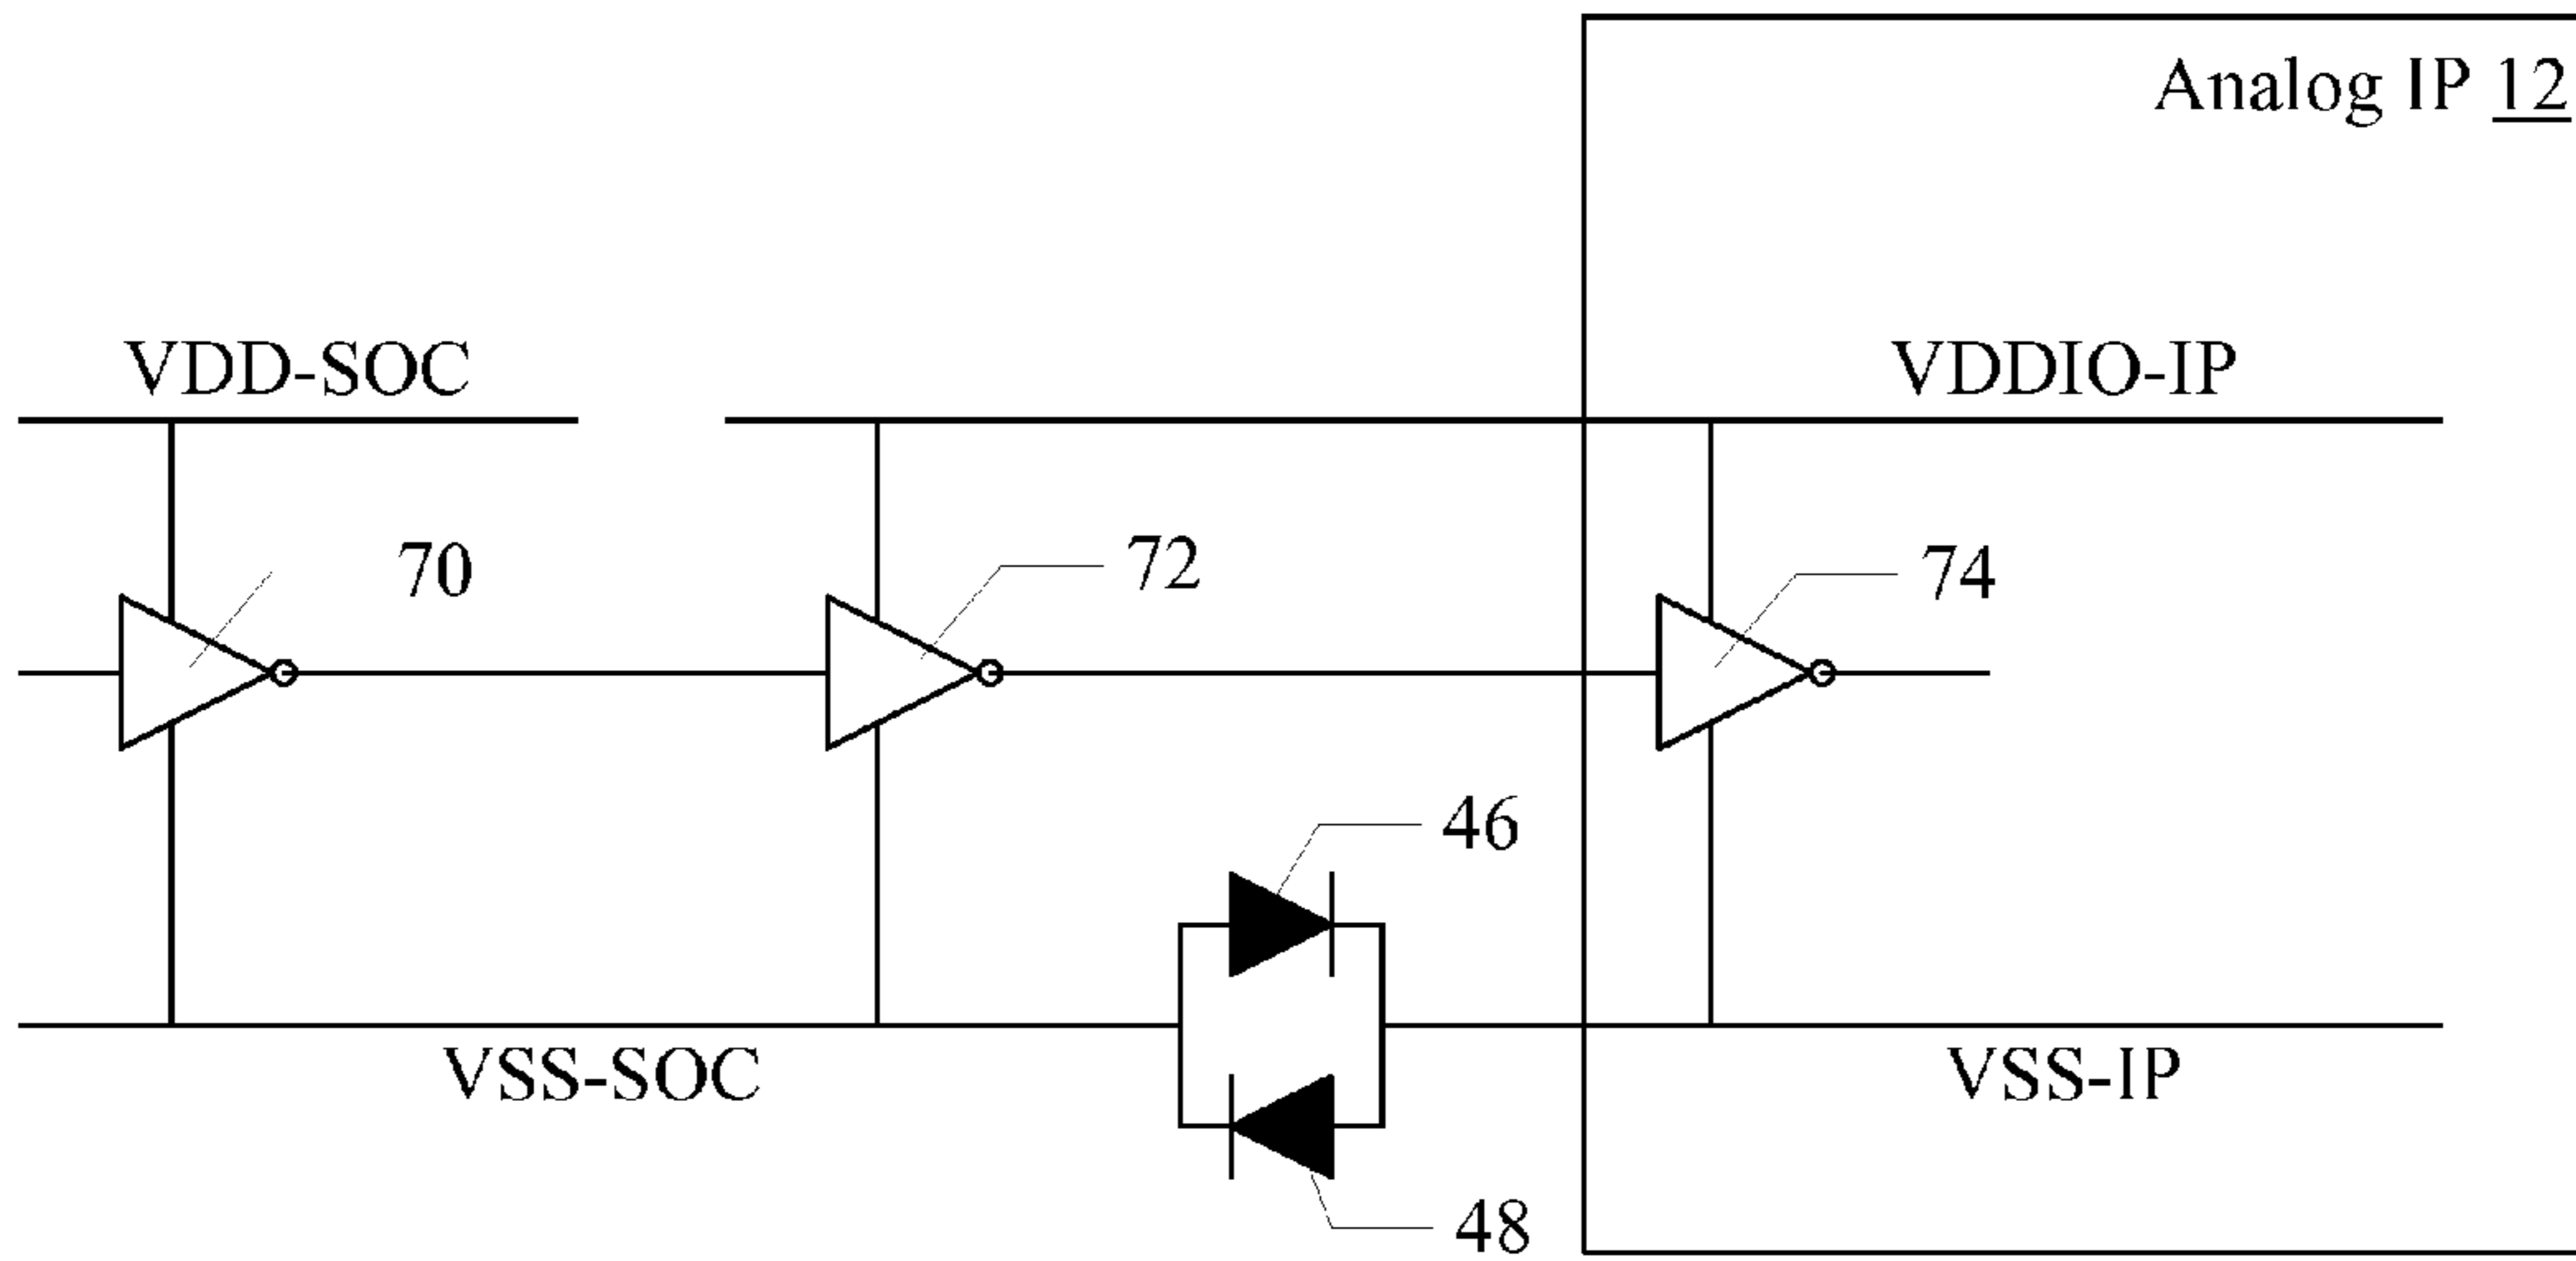 Analog IP 12
VDD-SOC
VDDIO-IP
70
72
74
46
VSS-SOC
VSS-IP
48